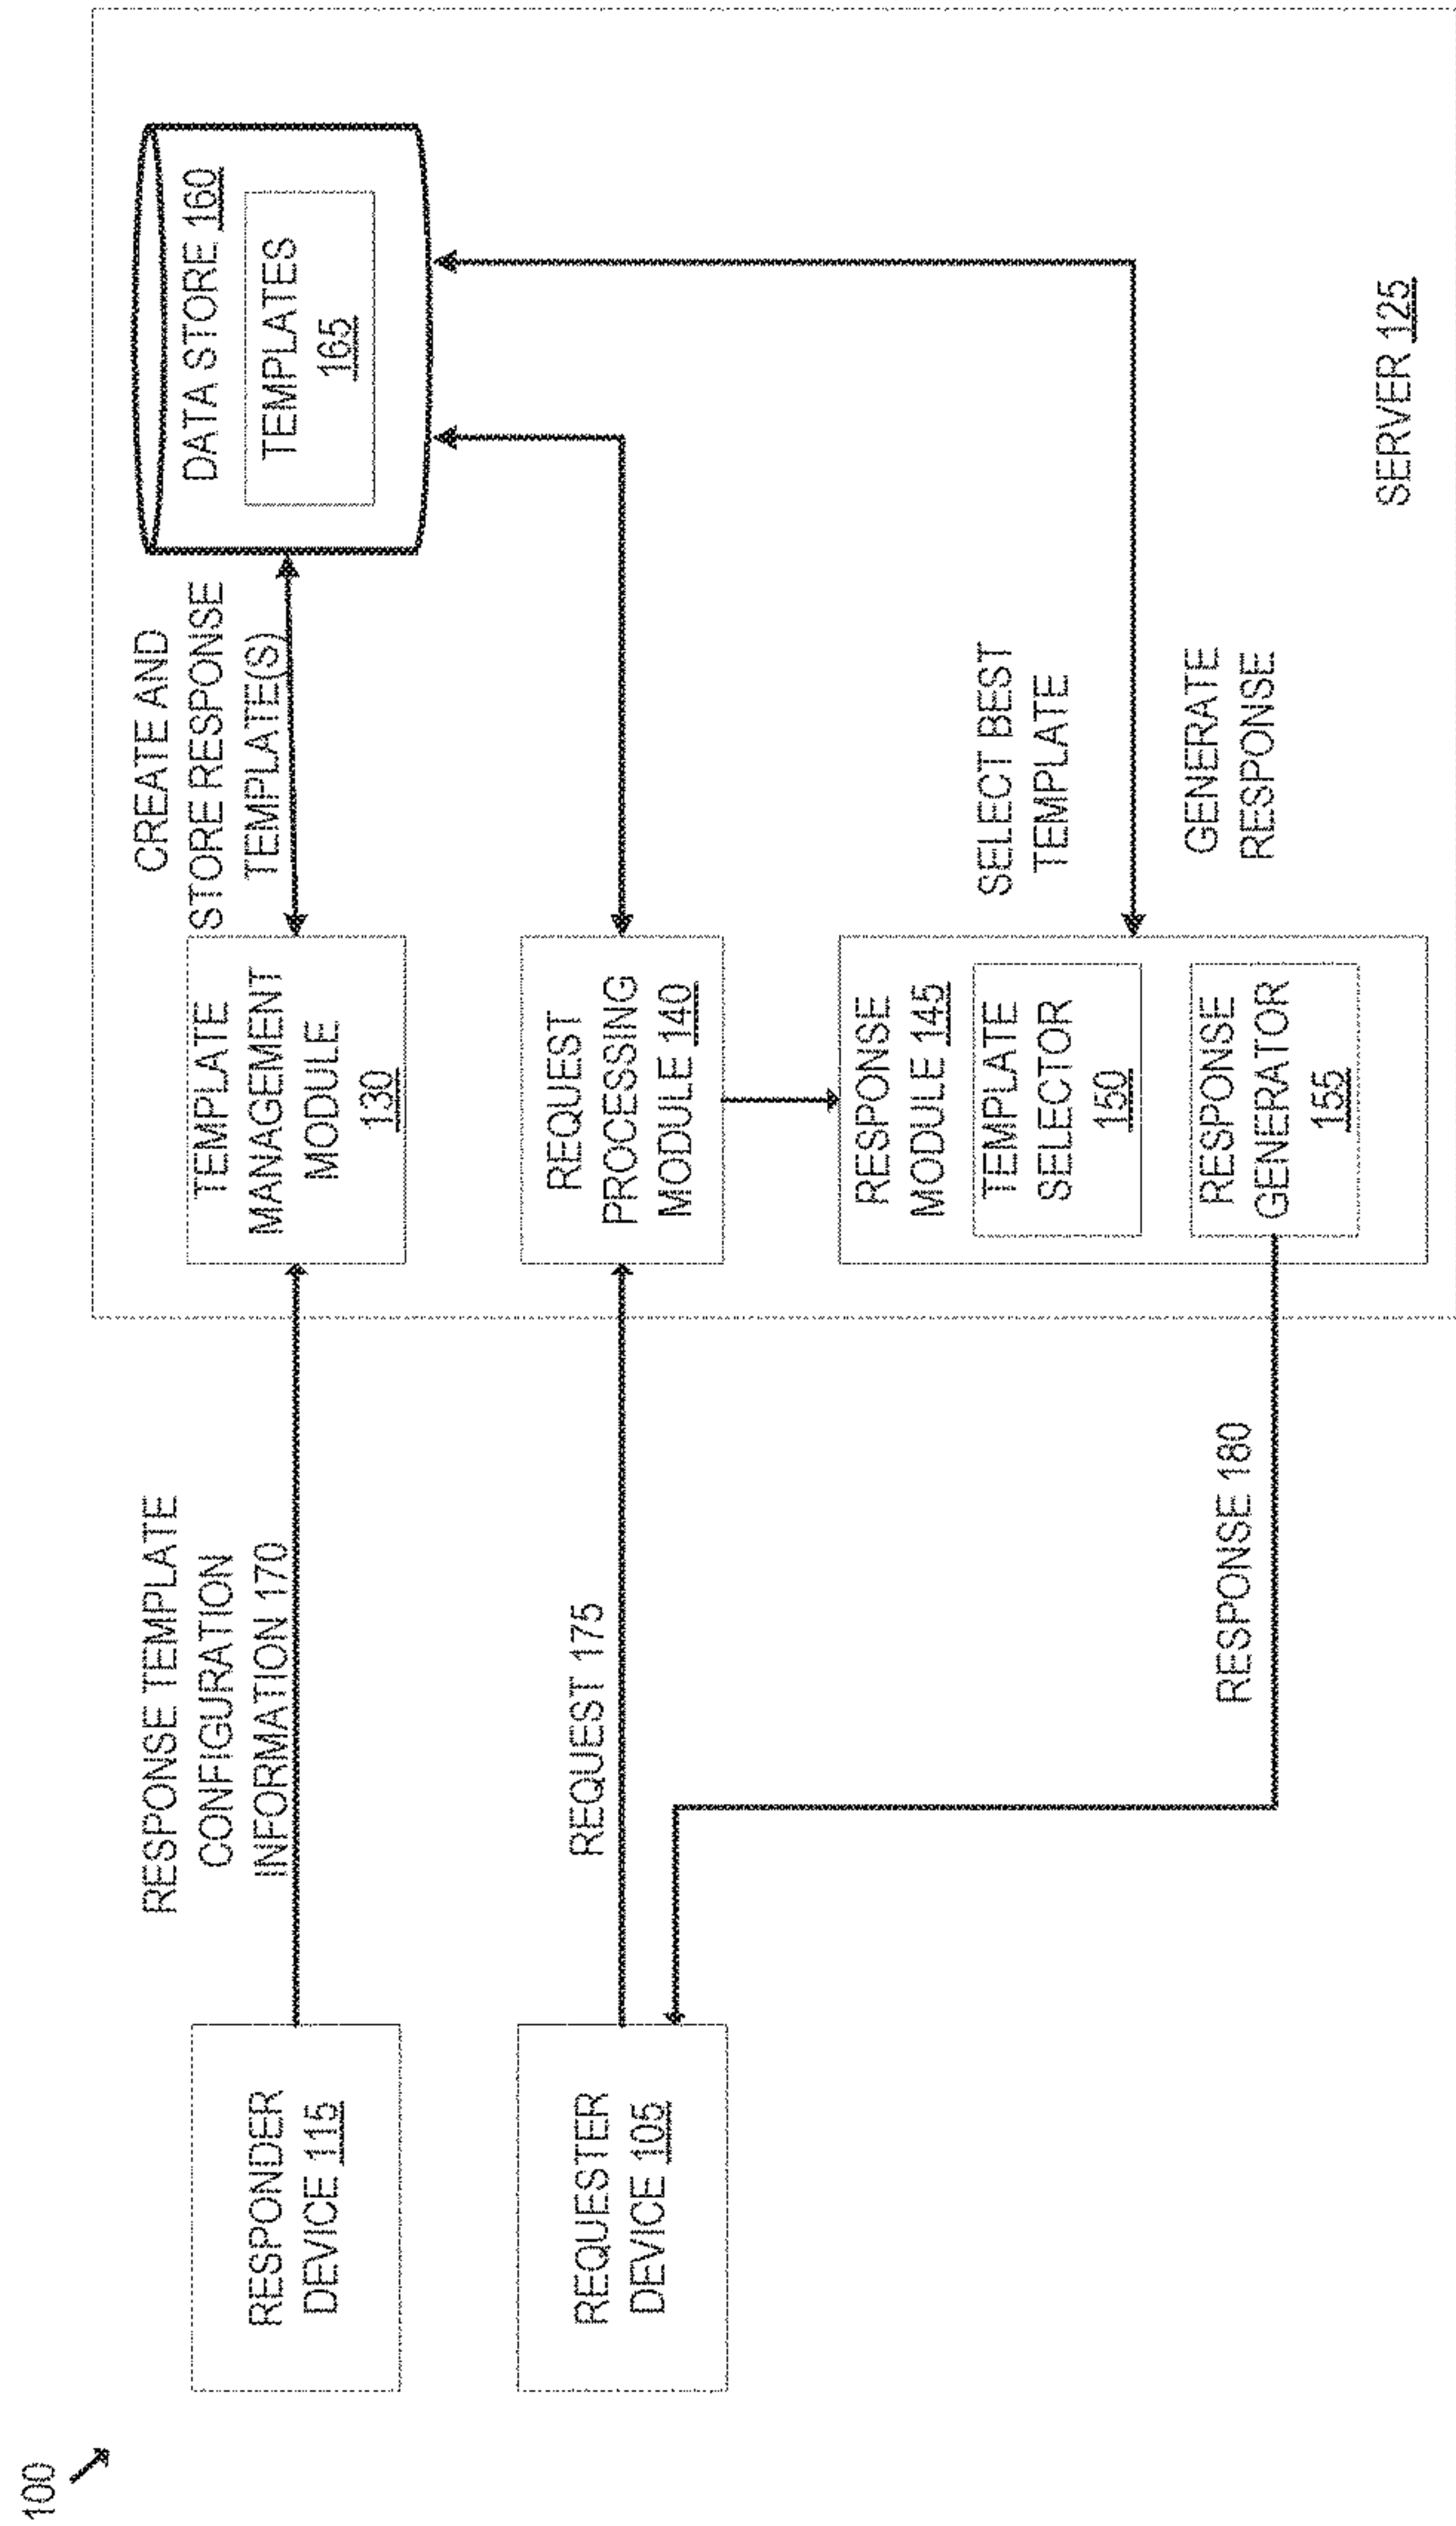 100
RESPONDER
DEVICE 115
REQUESTER
DEVICE 105
RESPONSE TEMPLATE
CONFIGURATION
INFORMATION 170
REQUEST 175
RESPONSE 180
TEMPLATE
MANAGEMENT
MODULE
130
REQUEST
PROCESSING
MODULE 140
RESPONSE
MODULE 145
TEMPLATE
SELECTOR
150
RESPONSE
GENERATOR
155
CREATE AND
STORE RESPONSE
TEMPLATE(S)
SELECT BEST
TEMPLATE
GENERATE
RESPONSE
DATA STORE 160
TEMPLATES
165
SERVER 125